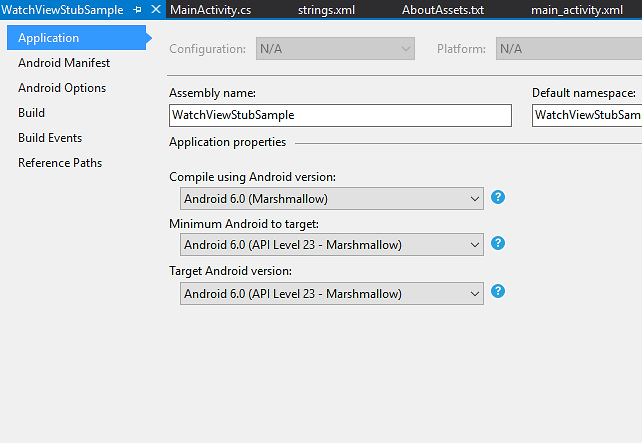 WatchViewStubSample MainActivity.cs strings.xml AboutAssets.txt main_activity.xml
Application
Android Manifest
Android Options
Build
Build Events
Reference Paths
Configuration: N/A Platform: N/A
Assembly name: Default namespace:
WatchViewStubSample WatchViewStubSam
Application properties
Compile using Android version:
Android 6.0 (Marshmallow) ?
Minimum Android to target:
Android 6.0 (API Level 23 - Marshmallow) ?
Target Android version:
Android 6.0 (API Level 23 - Marshmallow) ?